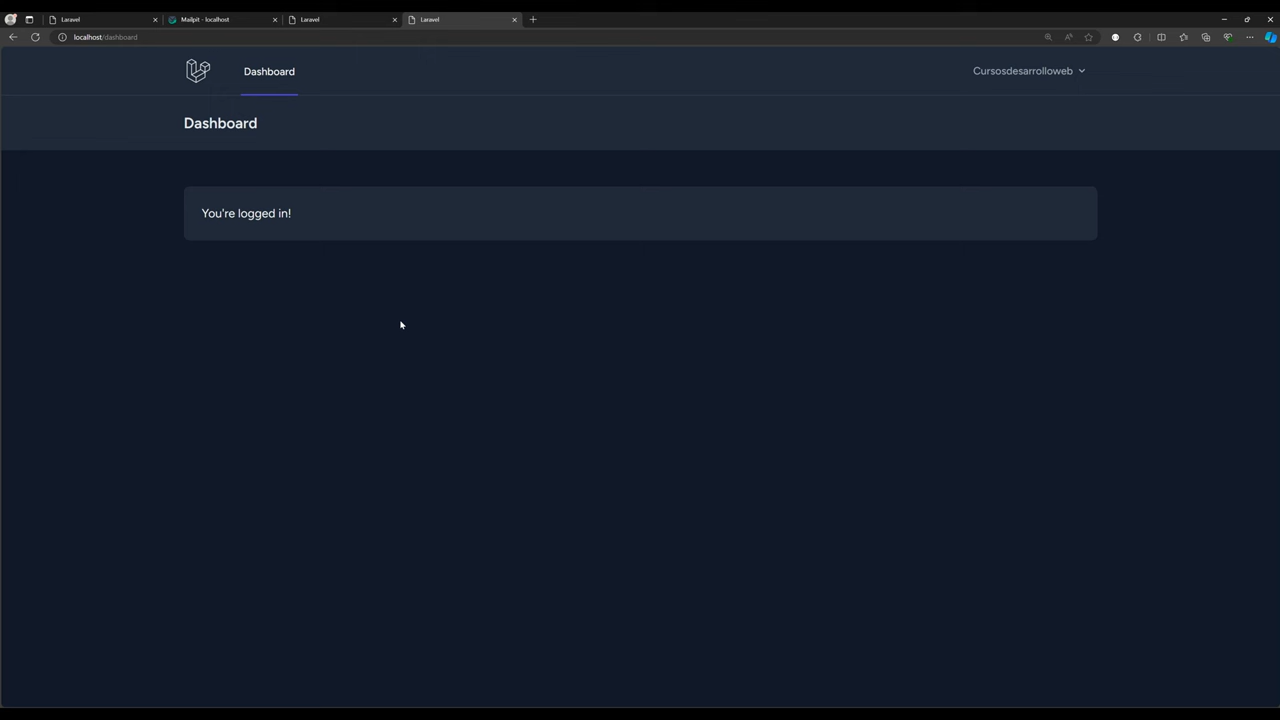 Laravel
Mailpit - localhost
Laravel
Laravel
localhost/dashboard
Dashboard
Cursosdesarrolloweb
Dashboard
You're logged in!